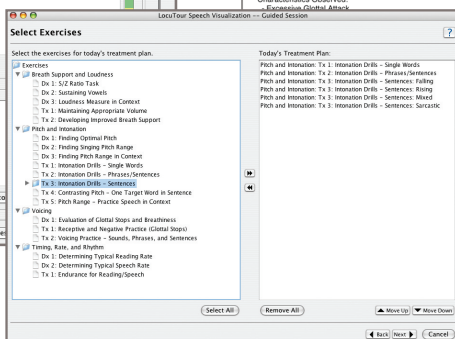 Characteristics Observed:
- Excessive Glottal Attack
LocuTour Speech Visualization -- Guided Session
Select Exercises
?
Select the exercises for today's treatment plan.
Exercises
Breath Support and Loudness
Dx 1: S/Z Ratio Task
Dx 2: Sustaining Vowels
Dx 3: Loudness Measure in Context
Tx 1: Maintaining Appropriate Volume
Tx 2: Developing Improved Breath Support
Pitch and Intonation
Dx 1: Finding Optimal Pitch
Dx 2: Finding Singing Pitch Range
Dx 3: Finding Pitch Range in Context
Tx 1: Intonation Drills - Single Words
Tx 2: Intonation Drills - Phrases/Sentences
Tx 3: Intonation Drills - Sentences
Tx 4: Contrasting Pitch - One Target Word in Sentence
Tx 5: Pitch Range - Practice Speech in Context
Voicing
Dx 1: Evaluation of Glottal Stops and Breathiness
Tx 1: Receptive and Negative Practice (Glottal Stops)
Tx 2: Voicing Practice - Sounds, Phrases, and Sentences
Timing, Rate, and Rhythm
Dx 1: Determining Typical Reading Rate
Dx 2: Determining Typical Speech Rate
Tx 1: Endurance for Reading/Speech
Select All
Today's Treatment Plan:
Pitch and Intonation: Tx 1: Intonation Drills - Single Words
Pitch and Intonation: Tx 2: Intonation Drills - Phrases/Sentences
Pitch and Intonation: Tx 3: Intonation Drills - Sentences: Falling
Pitch and Intonation: Tx 3: Intonation Drills - Sentences: Rising
Pitch and Intonation: Tx 3: Intonation Drills - Sentences: Mixed
Pitch and Intonation: Tx 3: Intonation Drills - Sentences: Sarcastic
Remove All
Move Up Move Down
Back Next Cancel